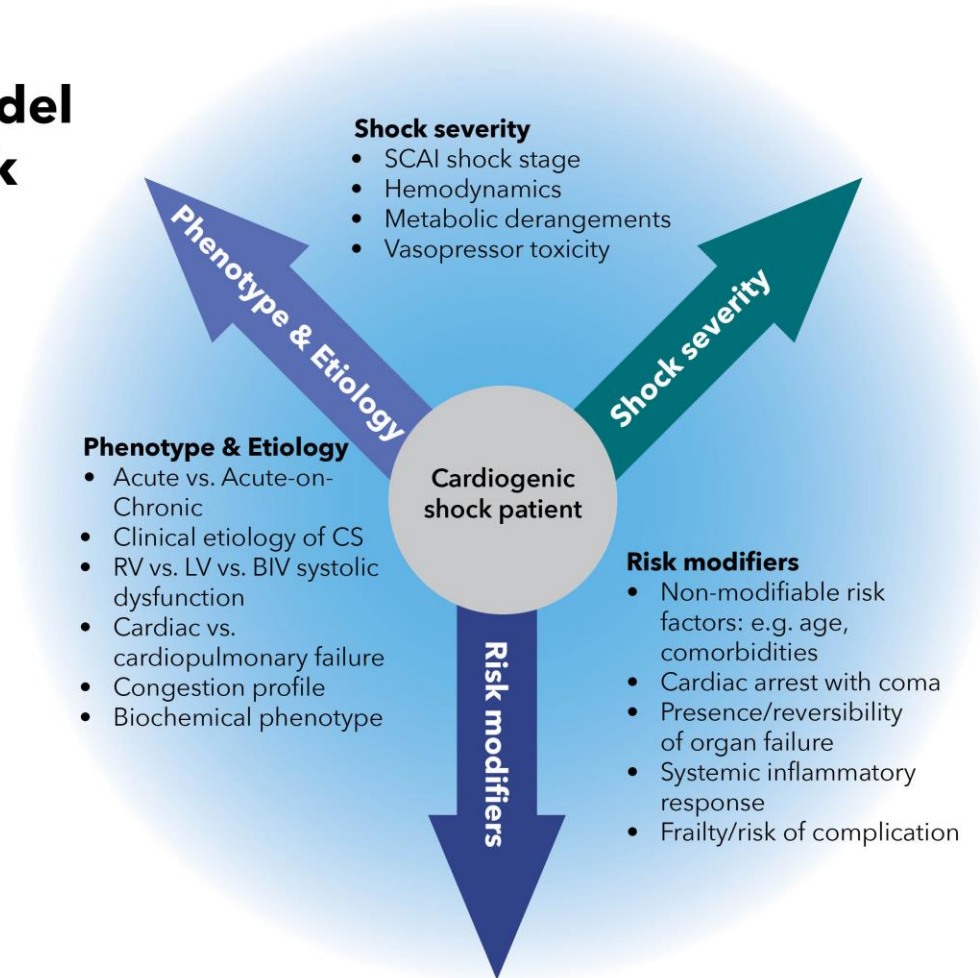 del
k
Shock severity
• SCAI shock stage
• Hemodynamics
• Metabolic derangements
• Vasopressor toxicity
Phenotype & Etiology
Shock severity
Cardiogenic
shock patient
Phenotype & Etiology
• Acute vs. Acute-on-
Chronic
• Clinical etiology of CS
• RV vs. LV vs. BIV systolic
dysfunction
• Cardiac vs.
cardiopulmonary failure
• Congestion profile
• Biochemical phenotype
Risk modifiers
• Non-modifiable risk
factors: e.g. age,
comorbidities
• Cardiac arrest with coma
• Presence/reversibility
of organ failure
• Systemic inflammatory
response
• Frailty/risk of complication
Risk modifiers